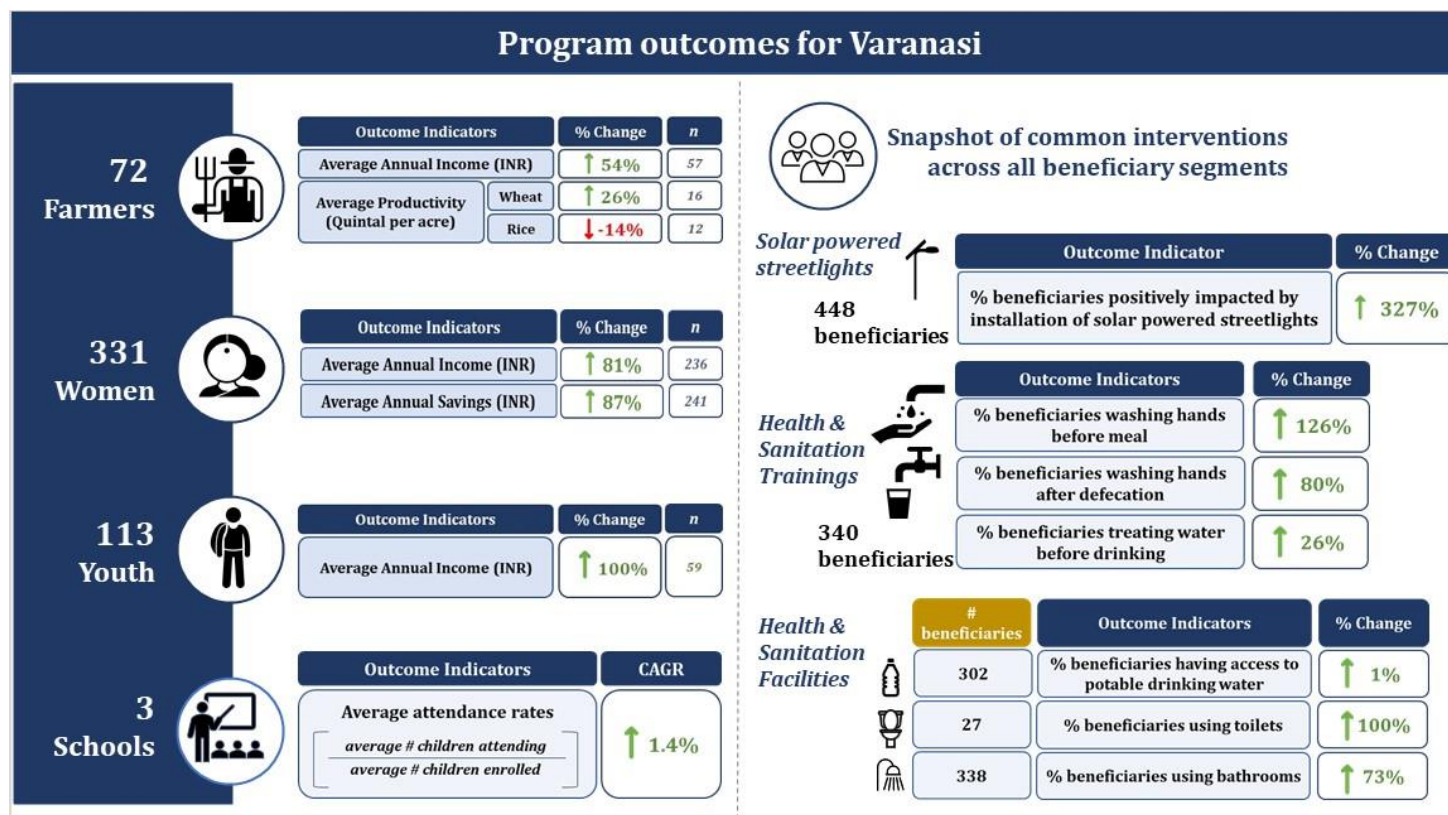 Program outcomes for Varanasi
72
Farmers
Outcome Indicators % Change n
Average Annual Income (INR) ↑ 54% 57
Average Productivity
(Quintal per acre)
Wheat ↑ 26% 16
Rice ↓ -14% 12
331
Women
Outcome Indicators % Change n
Average Annual Income (INR) ↑ 81% 236
Average Annual Savings (INR) ↑ 87% 241
113
Youth
Outcome Indicators % Change n
Average Annual Income (INR) ↑ 100% 59
3
Schools
Outcome Indicators CAGR
Average attendance rates
average # children attending
average # children enrolled
↑ 1.4%
Snapshot of common interventions
across all beneficiary segments
Solar powered
streetlights
448
beneficiaries
Outcome Indicator % Change
% beneficiaries positively impacted by
installation of solar powered streetlights
↑ 327%
Health &
Sanitation
Trainings
340
beneficiaries
Outcome Indicators % Change
% beneficiaries washing hands
before meal
↑ 126%
% beneficiaries washing hands
after defecation
↑ 80%
% beneficiaries treating water
before drinking
↑ 26%
Health &
Sanitation
Facilities
#
beneficiaries
Outcome Indicators % Change
302
% beneficiaries having access to
potable drinking water
↑ 1%
27 % beneficiaries using toilets ↑ 100%
338 % beneficiaries using bathrooms ↑ 73%